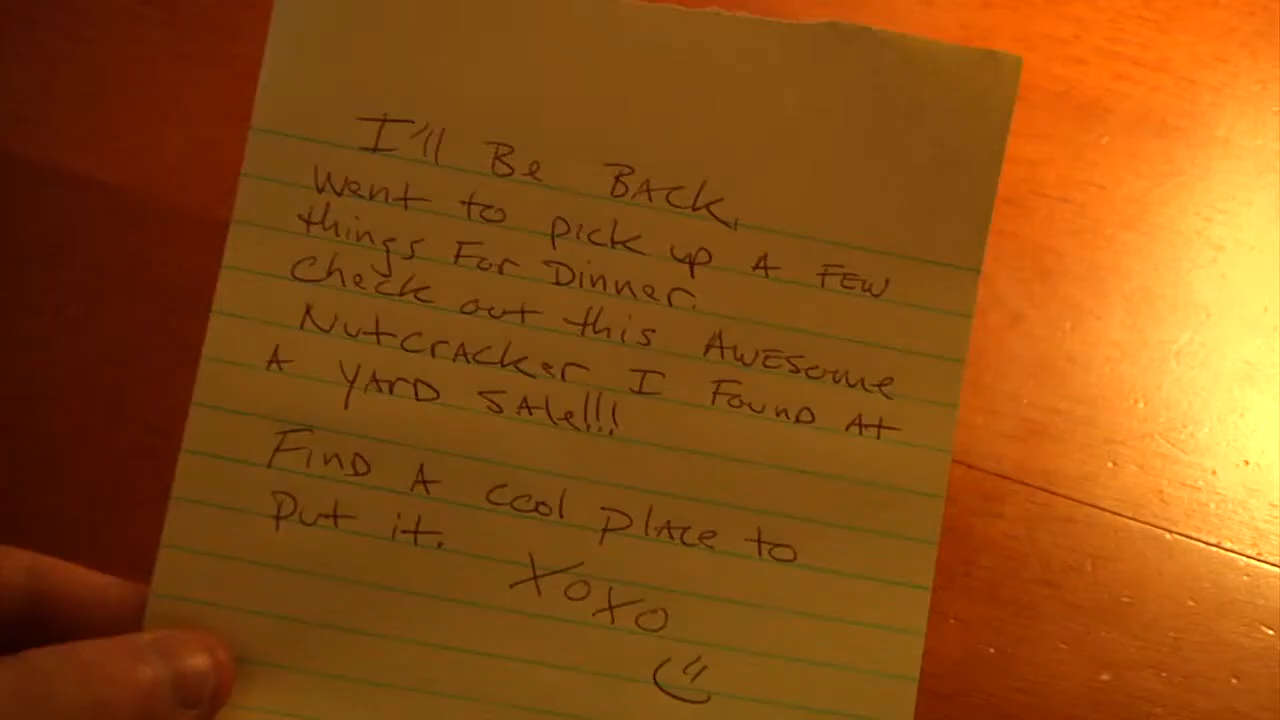 I'll Be BACK.
Went to pick up A FEW
things For Dinner.
Check out this AWESome
NutcrACker I Found At
A YARD SAle!!!
Find A cool plAce to
put it.
XoXo